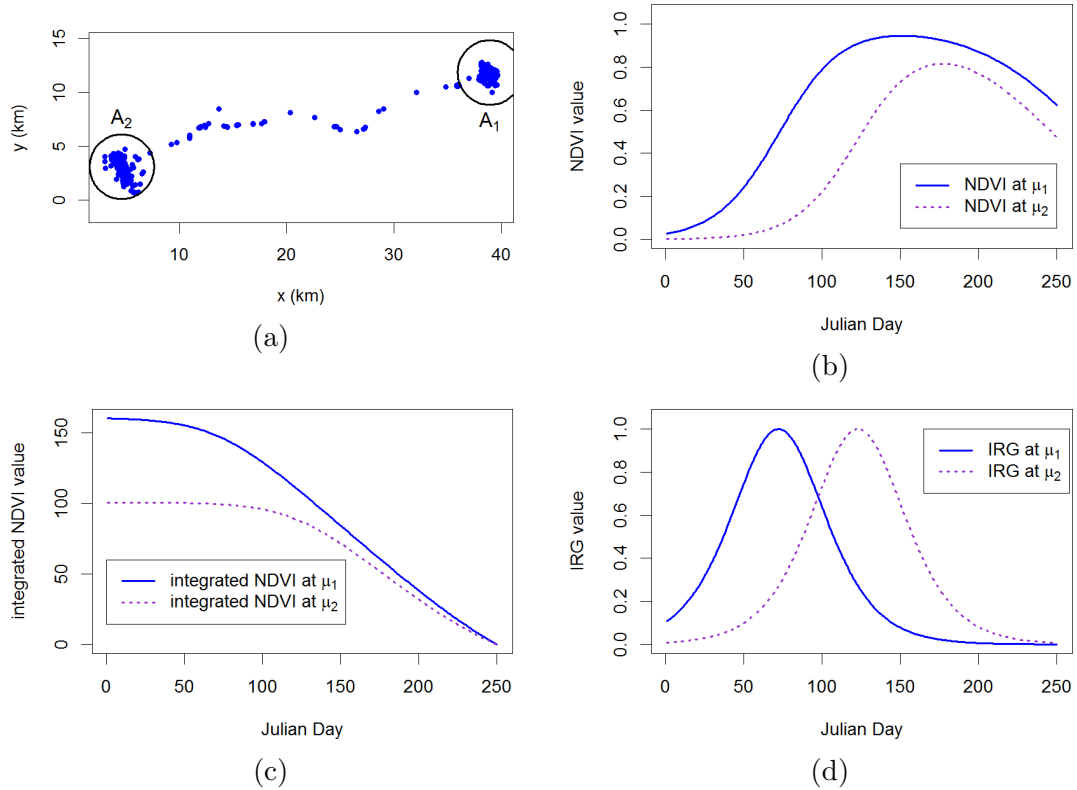 15
10
5
0
y (km)
A₂
A₁
10
20
30
40
x (km)
(a)
1.0
0.8
0.6
0.4
0.2
0.0
NDVI value
NDVI at μ₁
NDVI at μ₂
0
50
100
150
200
250
Julian Day
(b)
150
100
50
0
integrated NDVI value
integrated NDVI at μ₁
integrated NDVI at μ₂
0
50
100
150
200
250
Julian Day
(c)
1.0
0.8
0.6
0.4
0.2
0.0
IRG value
IRG at μ₁
IRG at μ₂
0
50
100
150
200
250
Julian Day
(d)